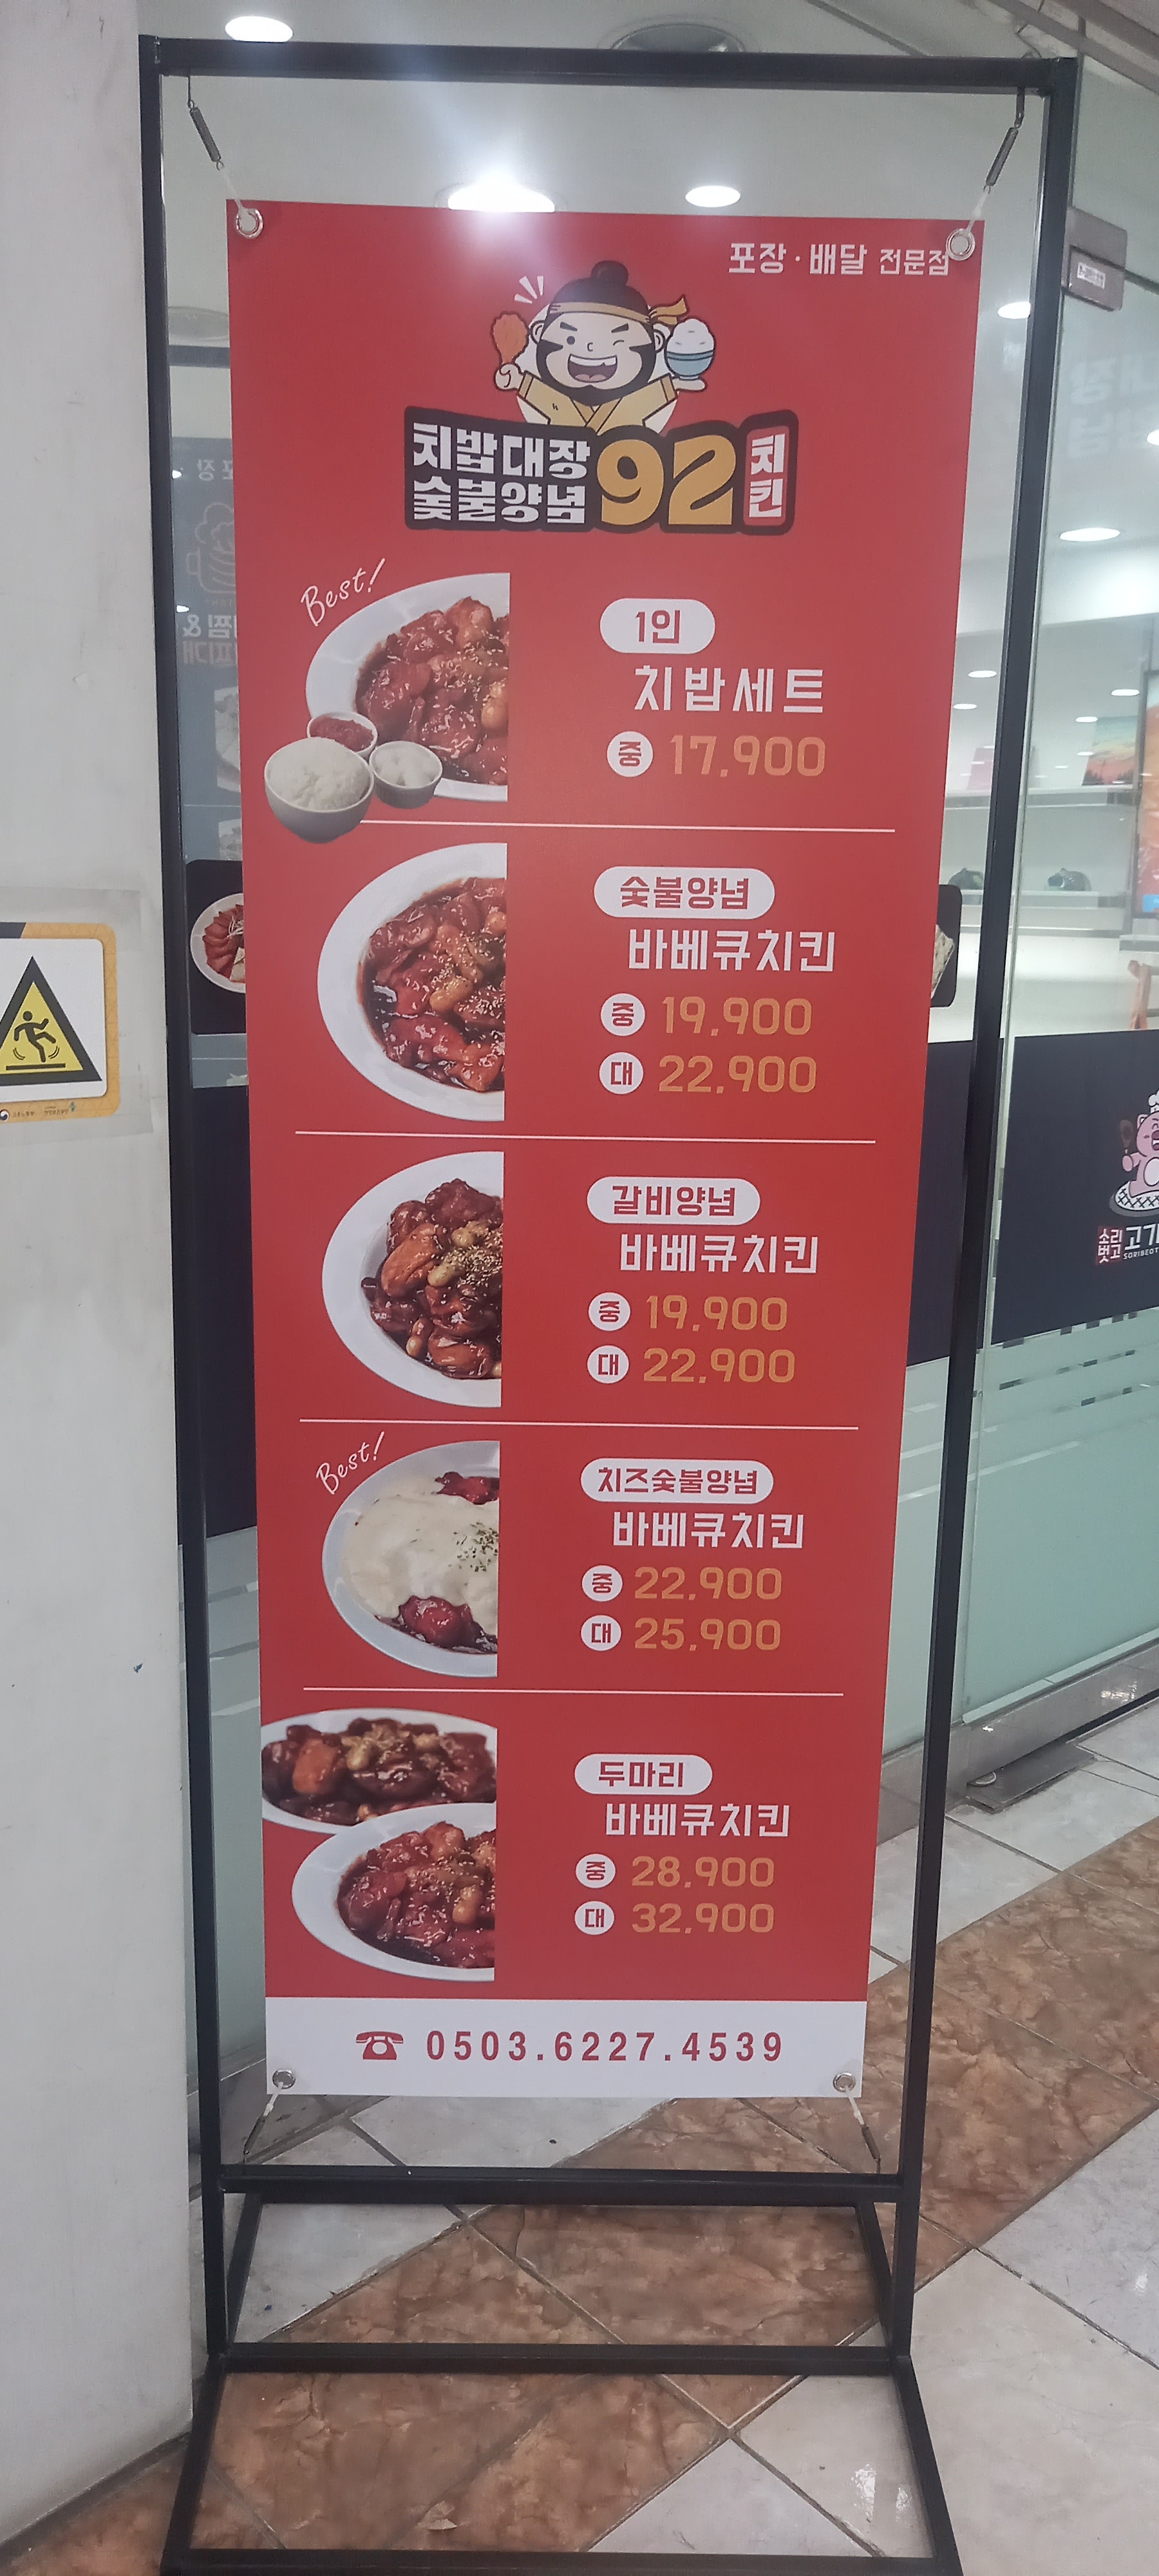 포장·배달 전문점
치밥대장
숯불양념
92
치킨
Best!
1인
치밥세트
중 17,900
숯불양념
바베큐치킨
중 19,900
대 22,900
갈비양념
바베큐치킨
중 19,900
대 22,900
Best!
치즈숯불양념
바베큐치킨
중 22,900
대 25,900
두마리
바베큐치킨
중 28,900
대 32,900
0503.6227.4539
소리
벗고